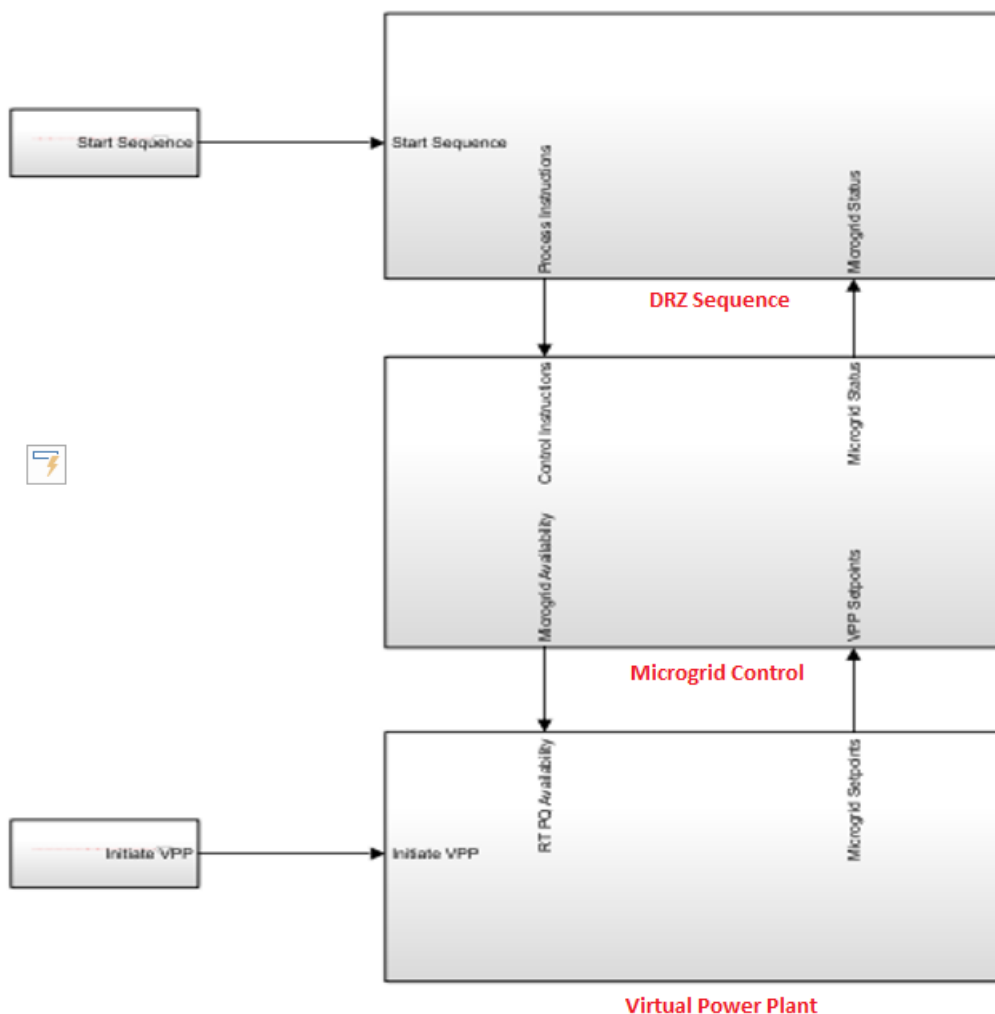 Start Sequence
Start Sequence
Process Instructions
Microgrid Status
DRZ Sequence
Control Instructions
Microgrid Status
Microgrid Availability
VPP Setpoints
Microgrid Control
RT PQ Availability
Microgrid Setpoints
Initiate VPP
Initiate VPP
Virtual Power Plant